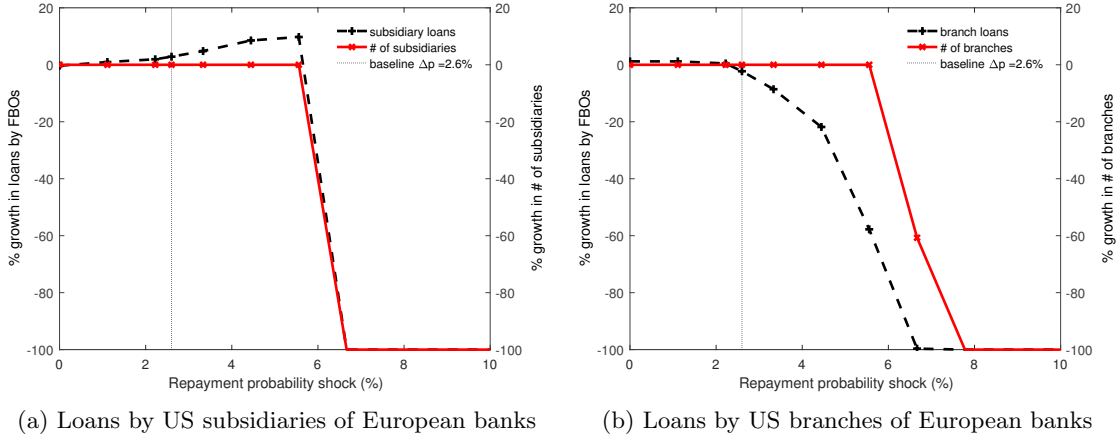 20
0
-20
-40
-60
-80
-100
% growth in loans by FBOs
0 2 4 6 8 10
Repayment probability shock (%)
20
0
-20
-40
-60
-80
-100
% growth in # of subsidiaries
subsidiary loans
# of subsidiaries
baseline Δp =2.6%
(a) Loans by US subsidiaries of European banks
20
0
-20
-40
-60
-80
-100
% growth in loans by FBOs
0 2 4 6 8 10
Repayment probability shock (%)
20
0
-20
-40
-60
-80
-100
% growth in # of branches
branch loans
# of branches
baseline Δp =2.6%
(b) Loans by US branches of European banks